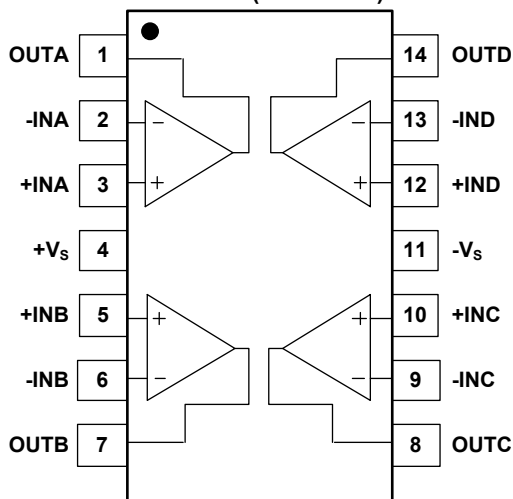 OUTA 1 14 OUTD
-INA 2 − − 13 -IND
+INA 3 + + 12 +IND
+Vs 4 11 -Vs
+INB 5 + + 10 +INC
-INB 6 − − 9 -INC
OUTB 7 8 OUTC